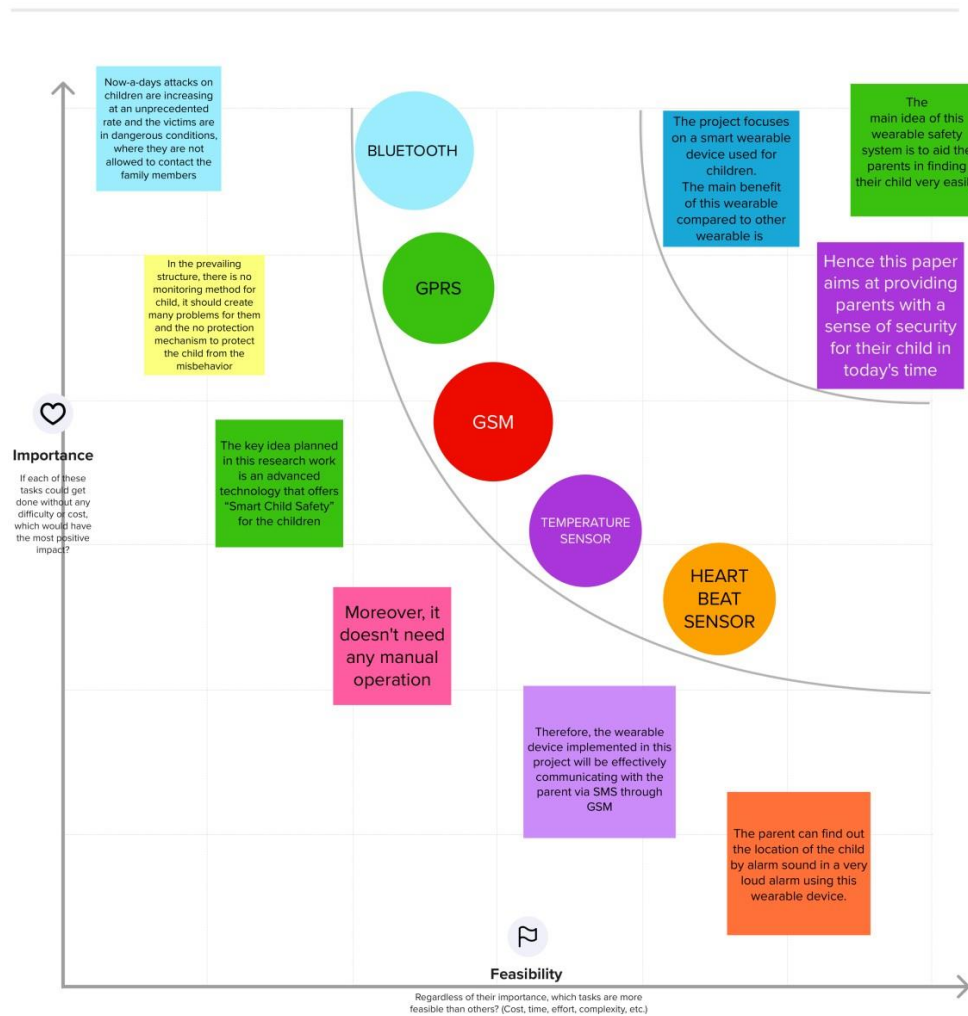 Now-a-days attacks on
children are increasing
at an unprecedented
rate and the victims are
in dangerous conditions,
where they are not
allowed to contact the
family members
BLUETOOTH
The project focuses
on a smart wearable
device used for
children.
The main benefit
of this wearable
compared to other
wearable is
The
main idea of this
wearable safety
system is to aid the
parents in finding
their child very
In the prevailing
structure, there is no
monitoring method for
child, it should create
many problems for them
and the no protection
mechanism to protect
the child from the
misbehavior
GPRS
Hence this paper
aims at providing
parents with a
sense of security
for their child in
today's time
GSM
Importance
If each of these
tasks could get
done without any
difficulty or cost,
which would have
the most positive
impact?
The key idea planned
in this research work
is an advanced
technology that offers
"Smart Child Safety"
for the children
TEMPERATURE
SENSOR
HEART
BEAT
SENSOR
Moreover, it
doesn't need
any manual
operation
Therefore, the wearable
device implemented in this
project will be effectively
communicating with the
parent via SMS through
GSM
The parent can find out
the location of the child
by alarm sound in a very
loud alarm using this
wearable device.
Feasibility
Regardless of their importance, which tasks are more
feasible than others? (Cost, time, effort, complexity, etc.)